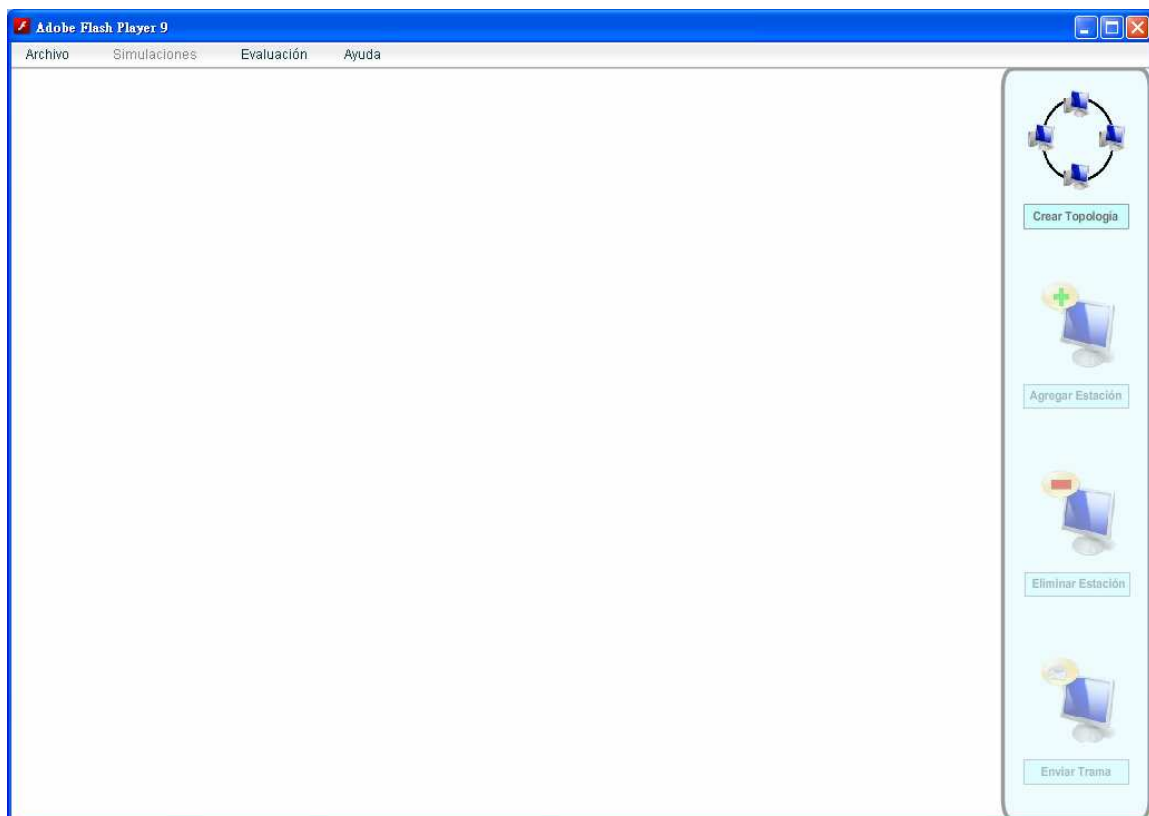 Adobe Flash Player 9
Archivo Simulaciones Evaluación Ayuda
Crear Topología
Agregar Estación
Eliminar Estación
Enviar Trama